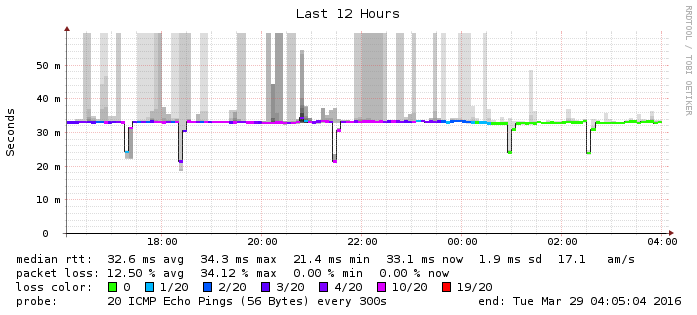 Last 12 Hours
RRDTOOL / TOBI OETIKER
Seconds
50 m
40 m
30 m
20 m
10 m
0
18:00 20:00 22:00 00:00 02:00 04:00
median rtt: 32.6 ms avg 34.3 ms max 21.4 ms min 33.1 ms now 1.9 ms sd 17.1 am/s
packet loss: 12.50 % avg 34.12 % max 0.00 % min 0.00 % now
loss color: 0 1/20 2/20 3/20 4/20 10/20 19/20
probe: 20 ICMP Echo Pings (56 Bytes) every 300s end: Tue Mar 29 04:05:04 2016